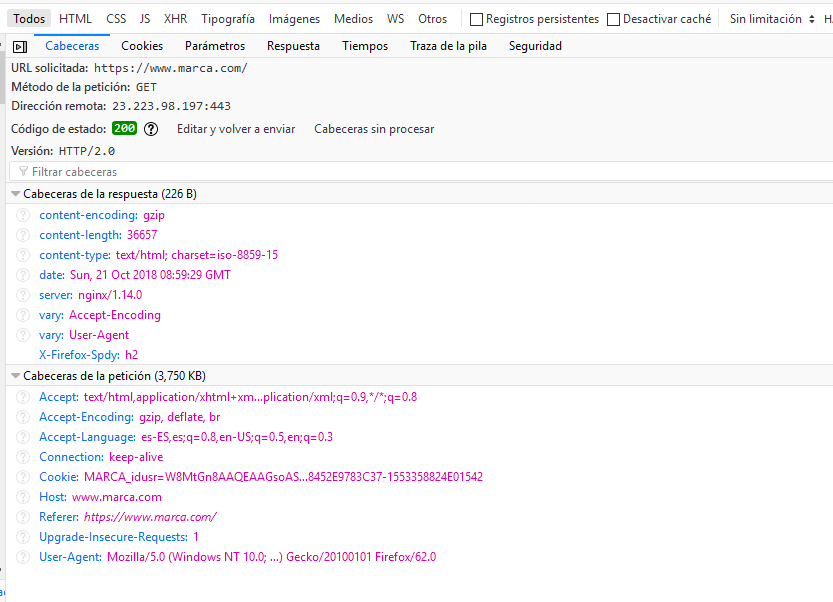 Todos HTML CSS JS XHR Tipografía Imágenes Medios WS Otros Registros persistentes Desactivar caché Sin limitación
Cabeceras Cookies Parámetros Respuesta Tiempos Traza de la pila Seguridad
URL solicitada: https://www.marca.com/
Método de la petición: GET
Dirección remota: 23.223.98.197:443
Código de estado: 200 ? Editar y volver a enviar Cabeceras sin procesar
Versión: HTTP/2.0
Filtrar cabeceras
Cabeceras de la respuesta (226 B)
? content-encoding: gzip
? content-length: 36657
? content-type: text/html; charset=iso-8859-15
? date: Sun, 21 Oct 2018 08:59:29 GMT
? server: nginx/1.14.0
? vary: Accept-Encoding
? vary: User-Agent
X-Firefox-Spdy: h2
Cabeceras de la petición (3,750 KB)
? Accept: text/html,application/xhtml+xm...plication/xml;q=0.9,*/*;q=0.8
? Accept-Encoding: gzip, deflate, br
? Accept-Language: es-ES,es;q=0.8,en-US;q=0.5,en;q=0.3
? Connection: keep-alive
? Cookie: MARCA_idusr=W8MtGn8AAQEAAGsoAS...8452E9783C37-1553358824E01542
? Host: www.marca.com
? Referer: https://www.marca.com/
? Upgrade-Insecure-Requests: 1
? User-Agent: Mozilla/5.0 (Windows NT 10.0; ...) Gecko/20100101 Firefox/62.0